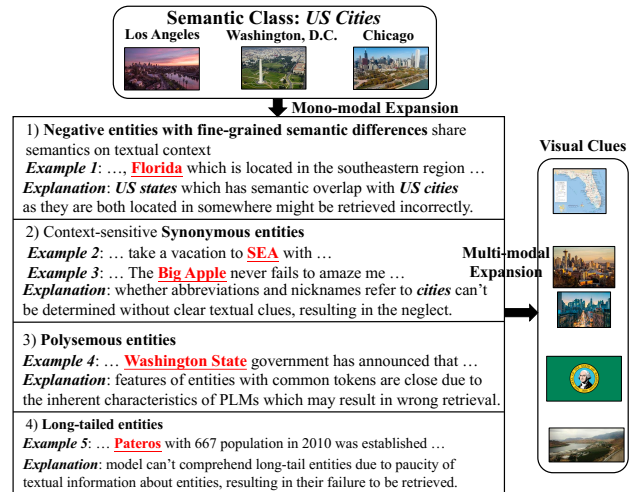 Semantic Class: US Cities
Los Angeles Washington, D.C. Chicago
Mono-modal Expansion
1) Negative entities with fine-grained semantic differences share
semantics on textual context
Example 1: …, Florida which is located in the southeastern region …
Explanation: US states which has semantic overlap with US cities
as they are both located in somewhere might be retrieved incorrectly.
2) Context-sensitive Synonymous entities
Example 2: … take a vacation to SEA with …
Example 3: … The Big Apple never fails to amaze me …
Explanation: whether abbreviations and nicknames refer to cities can't
be determined without clear textual clues, resulting in the neglect.
3) Polysemous entities
Example 4: … Washington State government has announced that …
Explanation: features of entities with common tokens are close due to
the inherent characteristics of PLMs which may result in wrong retrieval.
4) Long-tailed entities
Example 5: … Pateros with 667 population in 2010 was established …
Explanation: model can't comprehend long-tail entities due to paucity of
textual information about entities, resulting in their failure to be retrieved.
Multi-modal
Expansion
Visual Clues